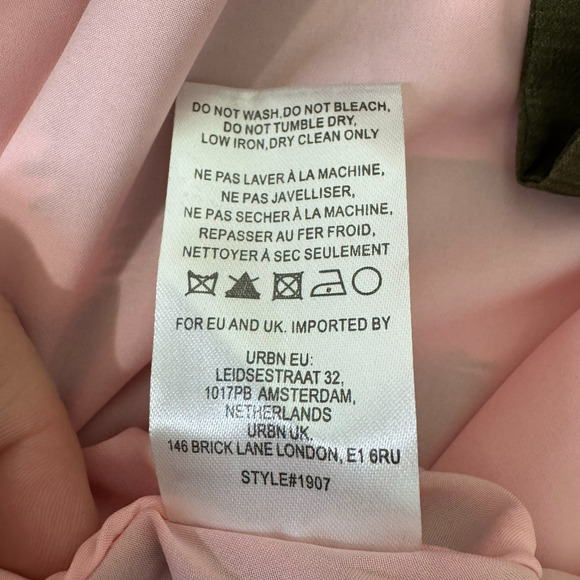 DO NOT WASH,DO NOT BLEACH,
DO NOT TUMBLE DRY,
LOW IRON,DRY CLEAN ONLY
NE PAS LAVER À LA MACHINE,
NE PAS JAVELLISER,
NE PAS SECHER À LA MACHINE,
REPASSER AU FER FROID,
NETTOYER À SEC SEULEMENT
FOR EU AND UK. IMPORTED BY
URBN EU:
LEIDSESTRAAT 32,
1017PB AMSTERDAM,
NETHERLANDS
URBN UK,
146 BRICK LANE LONDON, E1 6RU
STYLE#1907